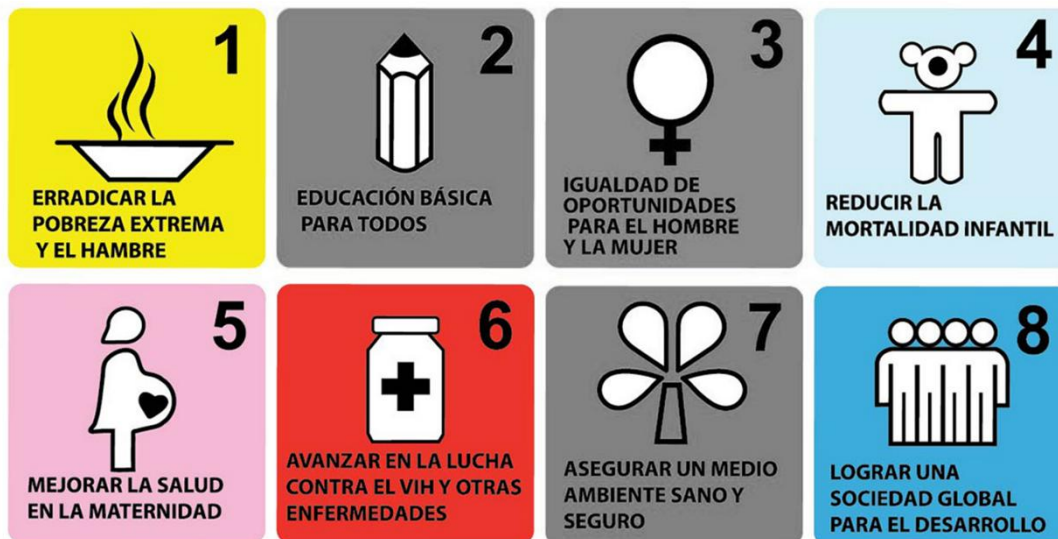 1
ERRADICAR LA
POBREZA EXTREMA
Y EL HAMBRE
2
EDUCACIÓN BÁSICA
PARA TODOS
3
IGUALDAD DE
OPORTUNIDADES
PARA EL HOMBRE
Y LA MUJER
4
REDUCIR LA
MORTALIDAD INFANTIL
5
MEJORAR LA SALUD
EN LA MATERNIDAD
6
AVANZAR EN LA LUCHA
CONTRA EL VIH Y OTRAS
ENFERMEDADES
7
ASEGURAR UN MEDIO
AMBIENTE SANO Y
SEGURO
8
LOGRAR UNA
SOCIEDAD GLOBAL
PARA EL DESARROLLO